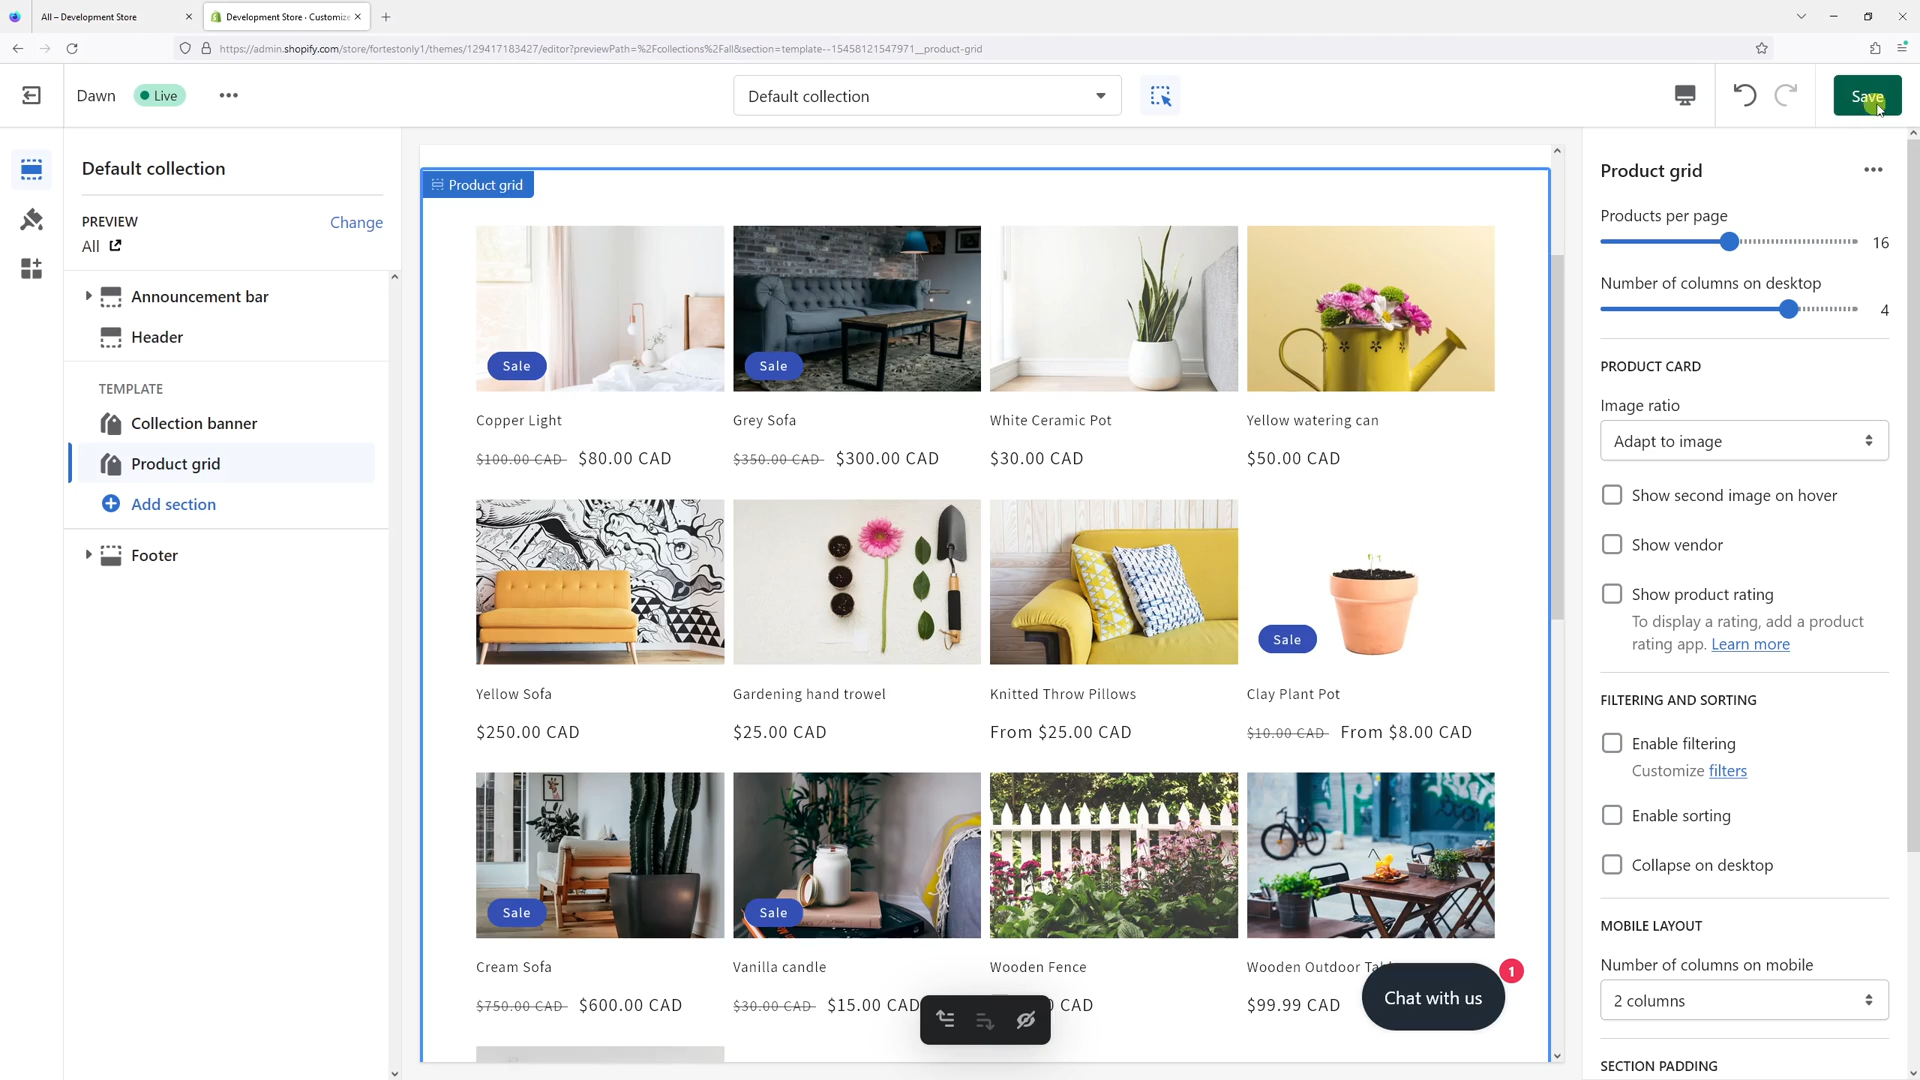 All – Development Store
Development Store · Customize
https://admin.shopify.com/store/fortestonly1/themes/129417183427/editor?previewPath=%2Fcollections%2Fall&section=template--15458121547971__product-grid
Dawn
Live
Default collection
Save
Default collection
PREVIEW
Change
All
Announcement bar
Header
TEMPLATE
Collection banner
Product grid
Add section
Footer
Product grid
Sale
Sale
Copper Light
Grey Sofa
White Ceramic Pot
Yellow watering can
$100.00 CAD $80.00 CAD
$350.00 CAD $300.00 CAD
$30.00 CAD
$50.00 CAD
Sale
Yellow Sofa
Gardening hand trowel
Knitted Throw Pillows
Clay Plant Pot
$250.00 CAD
$25.00 CAD
From $25.00 CAD
$10.00 CAD From $8.00 CAD
Sale
Sale
Cream Sofa
Vanilla candle
Wooden Fence
Wooden Outdoor
$750.00 CAD $600.00 CAD
$30.00 CAD $15.00 CAD
CAD
$99.99 CAD
1
Chat with us
Product grid
Products per page
16
Number of columns on desktop
4
PRODUCT CARD
Image ratio
Adapt to image
Show second image on hover
Show vendor
Show product rating
To display a rating, add a product
rating app. Learn more
FILTERING AND SORTING
Enable filtering
Customize filters
Enable sorting
Collapse on desktop
MOBILE LAYOUT
Number of columns on mobile
2 columns
SECTION PADDING